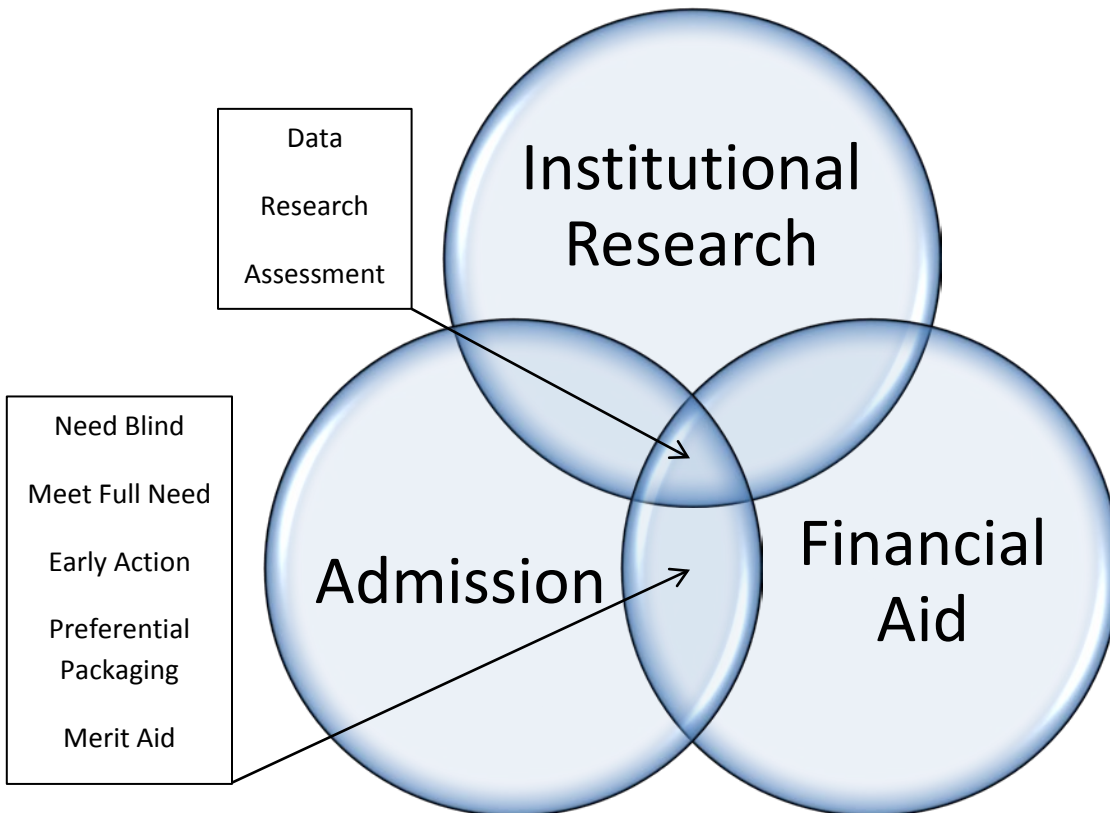 Data
Research
Assessment
Institutional
Research
Need Blind
Meet Full Need
Early Action
Preferential
Packaging
Merit Aid
Admission
Financial
Aid